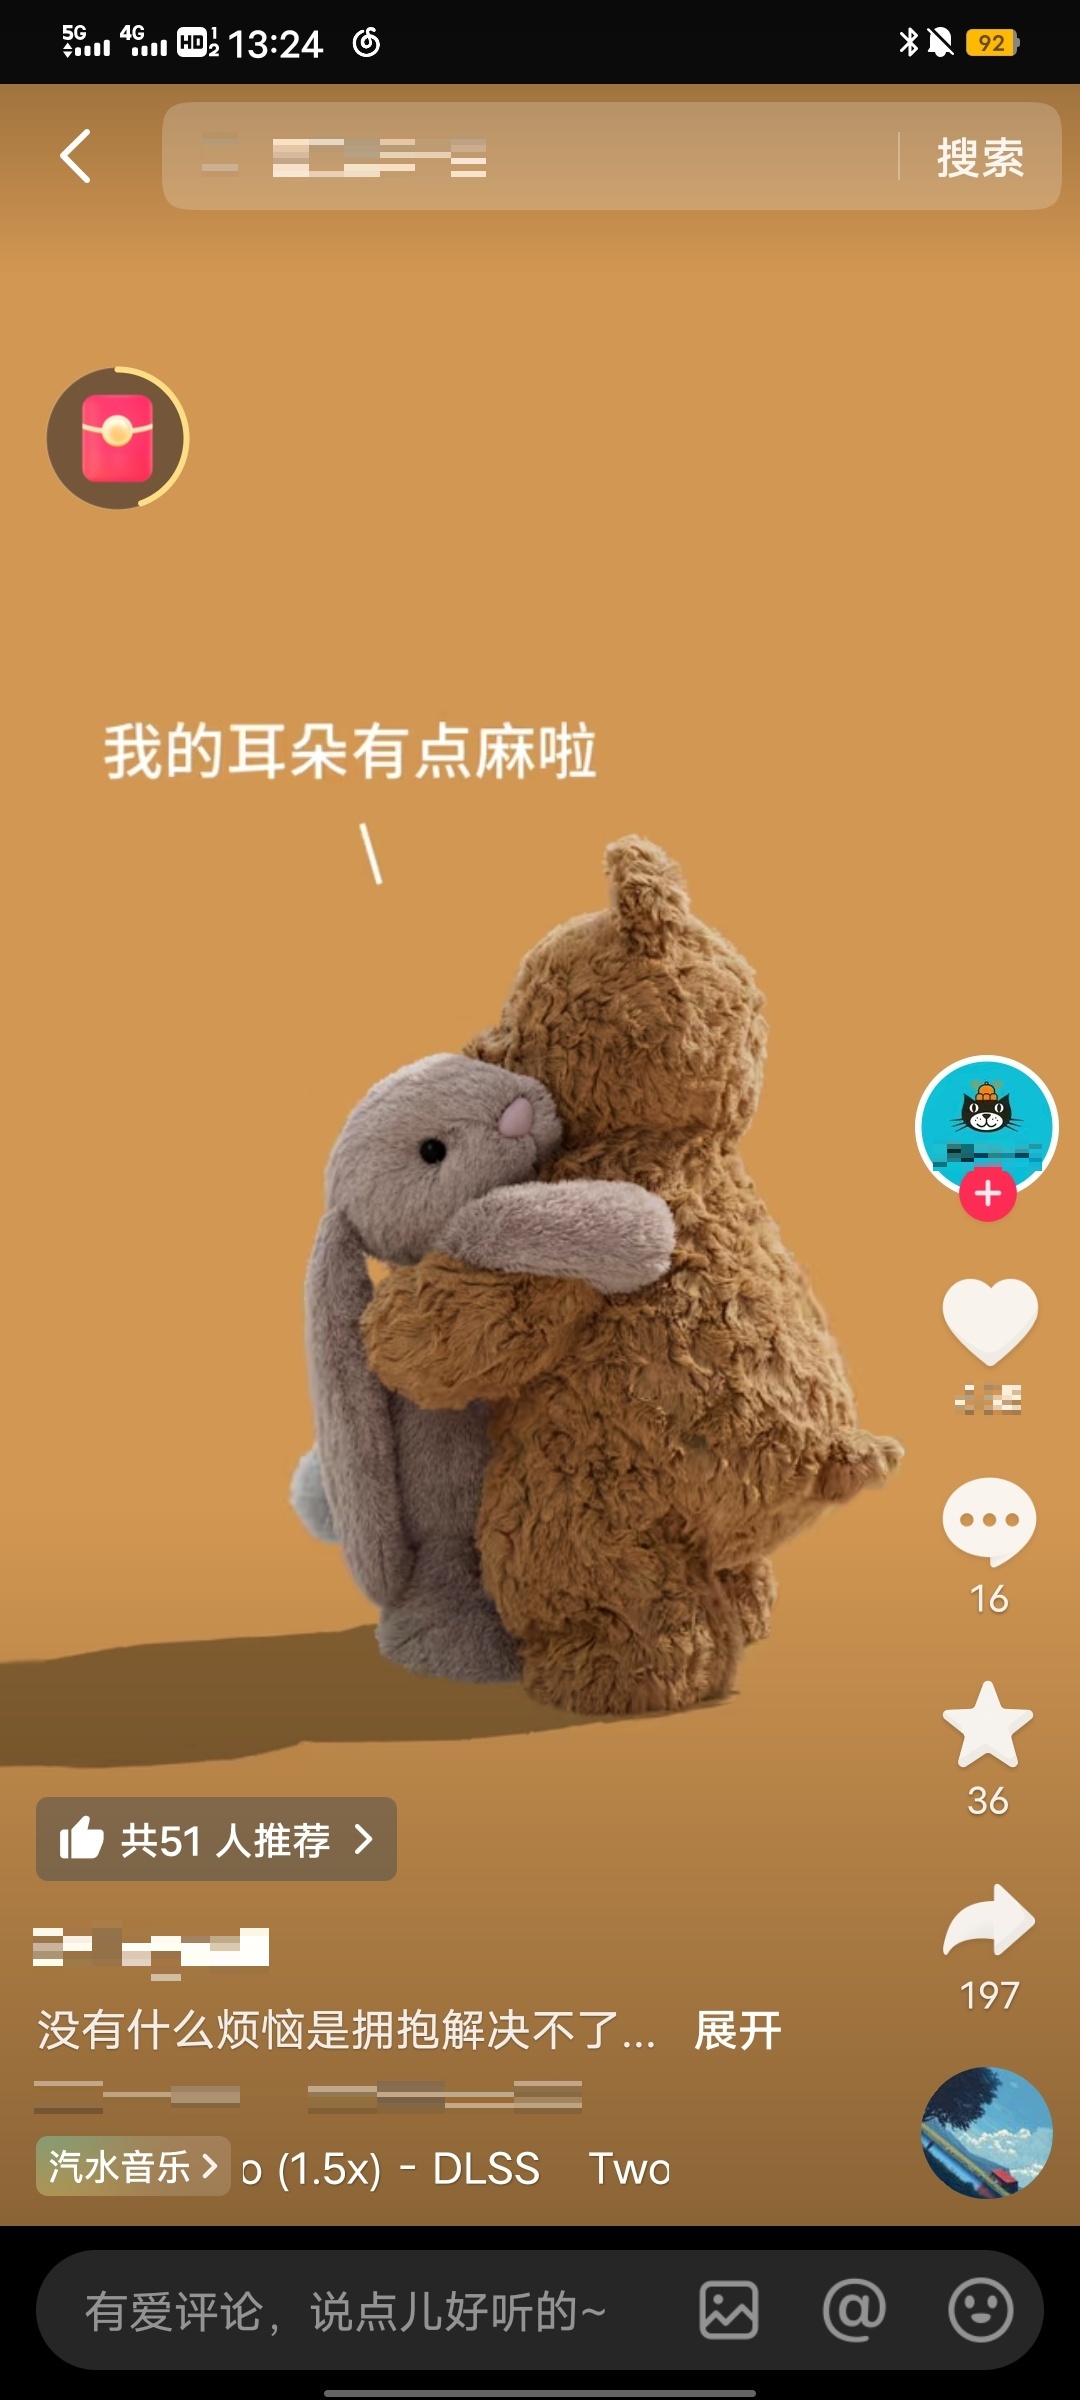 5G 4G HD 1 2 13:24 92
搜索
我的耳朵有点麻啦
16
36
共51 人推荐
197
没有什么烦恼是拥抱解决不了... 展开
汽水音乐 o (1.5x) - DLSS Two
有爱评论，说点儿好听的~